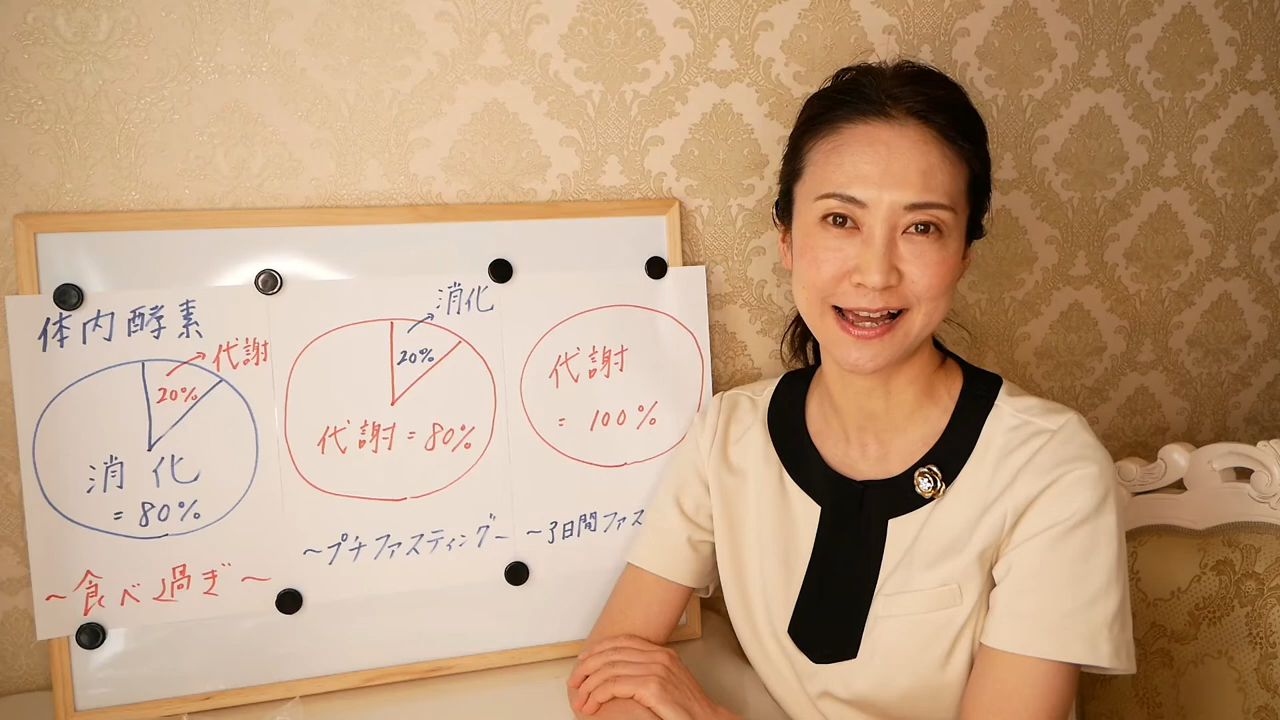 体内酵素
代謝
20%
消化
= 80%
~食べ過ぎ~
消化
20%
代謝 = 80%
~プチファスティング~
代謝
= 100%
~3日間ファス